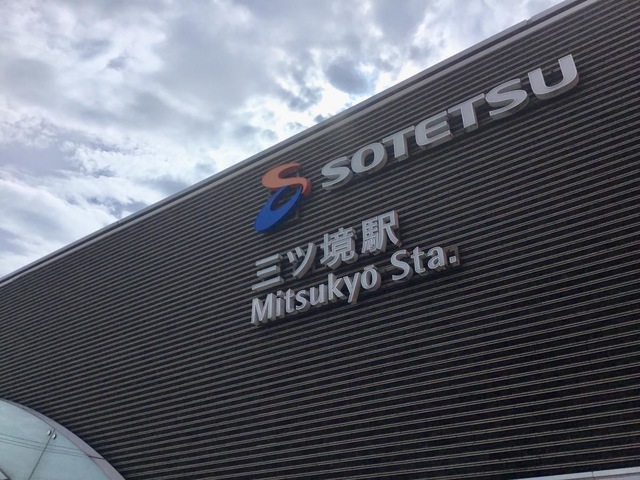 SOTETSU
三ツ境駅
Mitsukyo Sta.